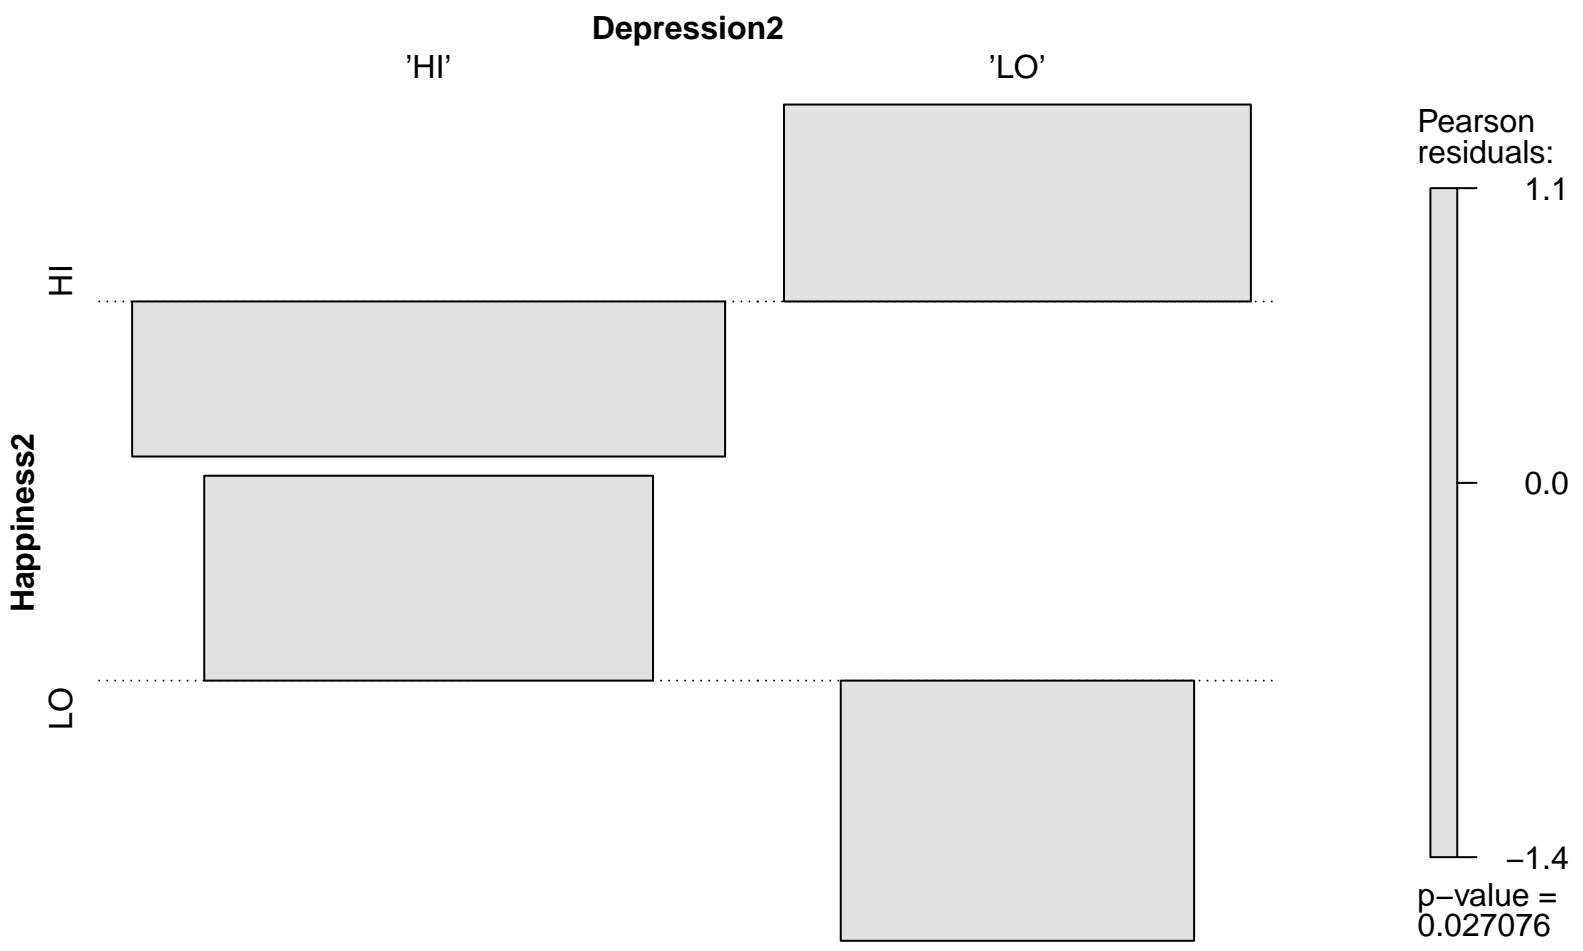 Depression2
’HI’ ’LO’
Happiness2
HI
LO
Pearson
residuals:
1.1
0.0
−1.4
p−value =
0.027076